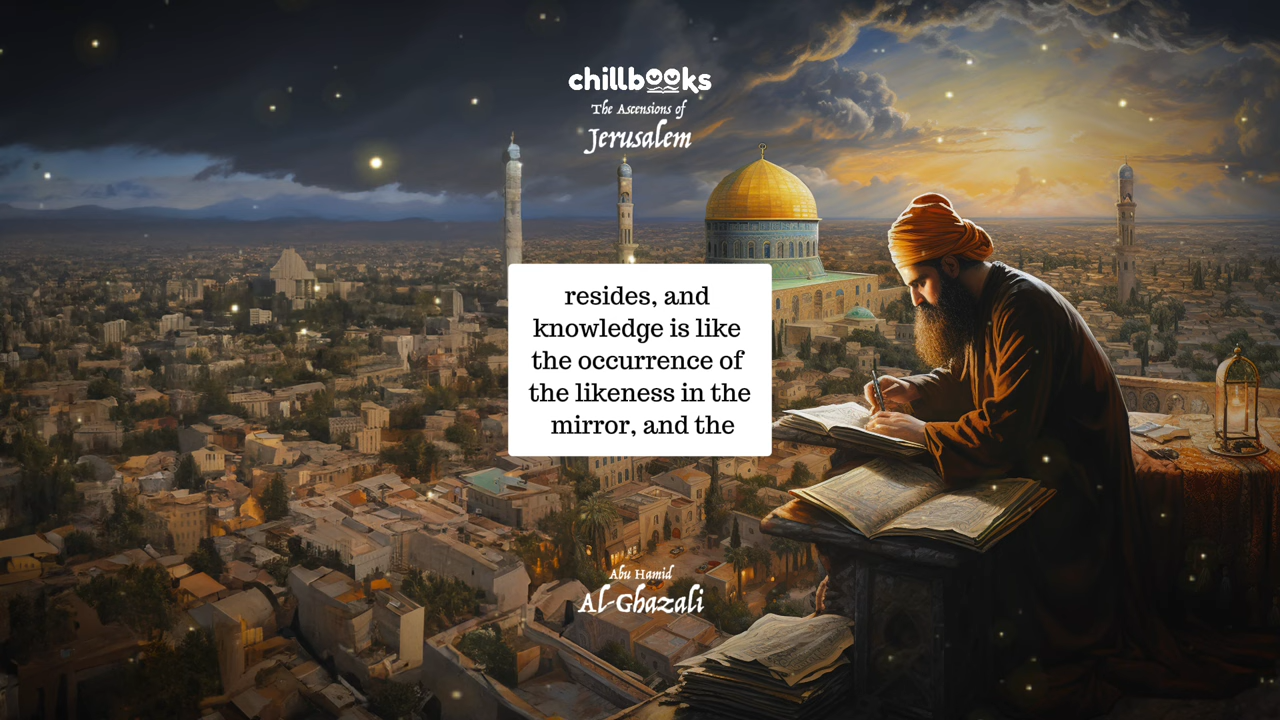 chillbooks
The Ascensions of
Jerusalem
resides, and
knowledge is like
the occurrence of
the likeness in the
mirror, and the
Abu Hamid
Al-Ghazali